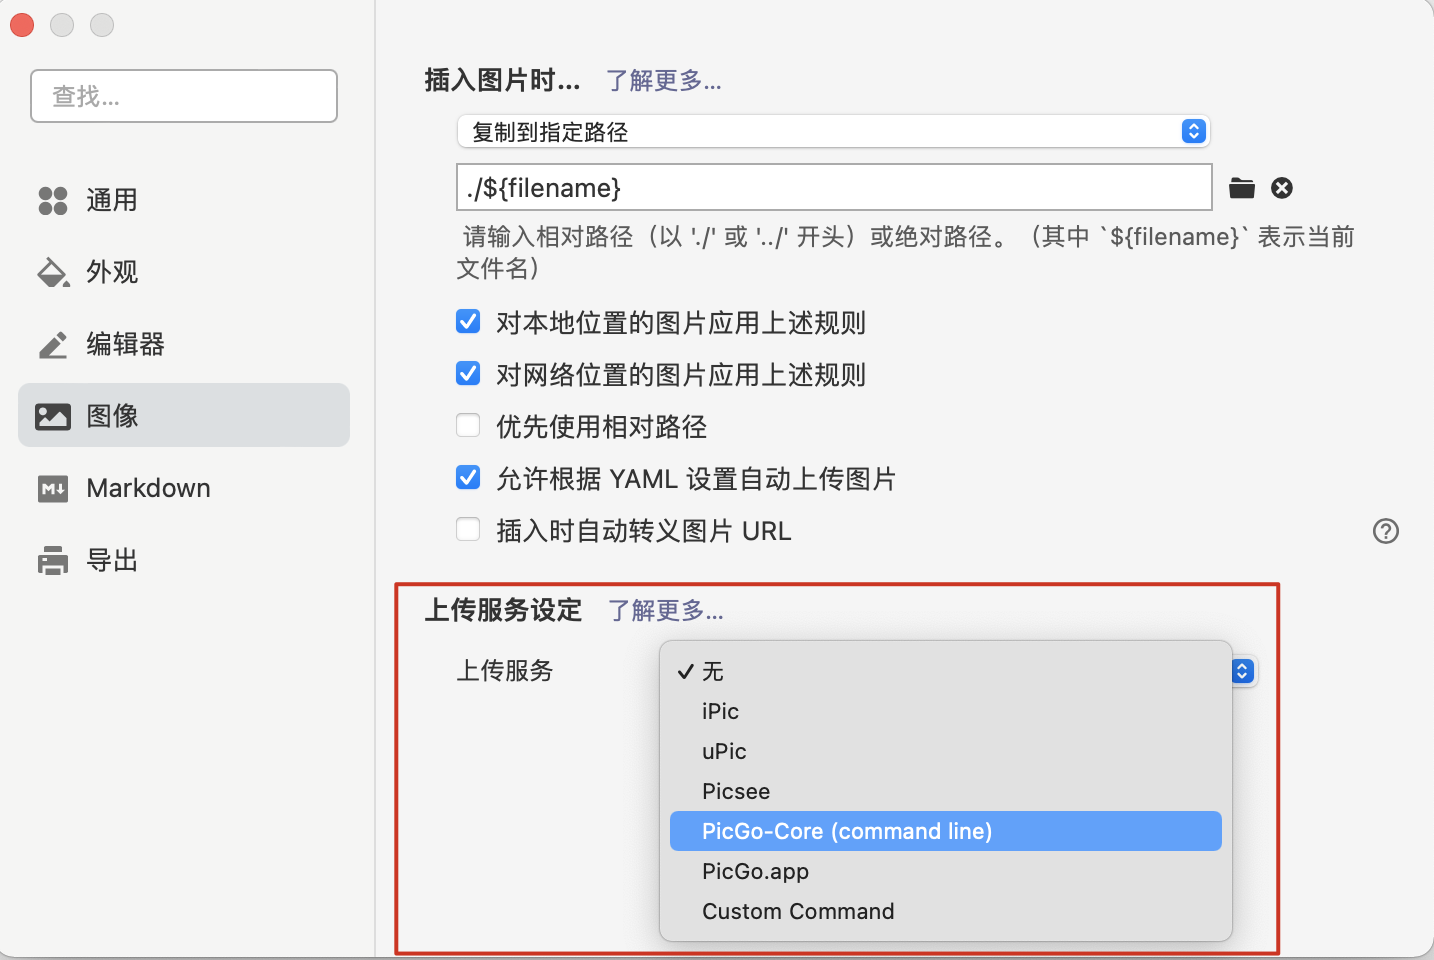 查找...
通用
外观
编辑器
图像
Markdown
导出
插入图片时... 了解更多...
复制到指定路径
./${filename}
请输入相对路径（以 './' 或 '../' 开头）或绝对路径。（其中 `${filename}` 表示当前
文件名）
对本地位置的图片应用上述规则
对网络位置的图片应用上述规则
优先使用相对路径
允许根据 YAML 设置自动上传图片
插入时自动转义图片 URL
上传服务设定 了解更多...
上传服务
✓ 无
iPic
uPic
Picsee
PicGo-Core (command line)
PicGo.app
Custom Command